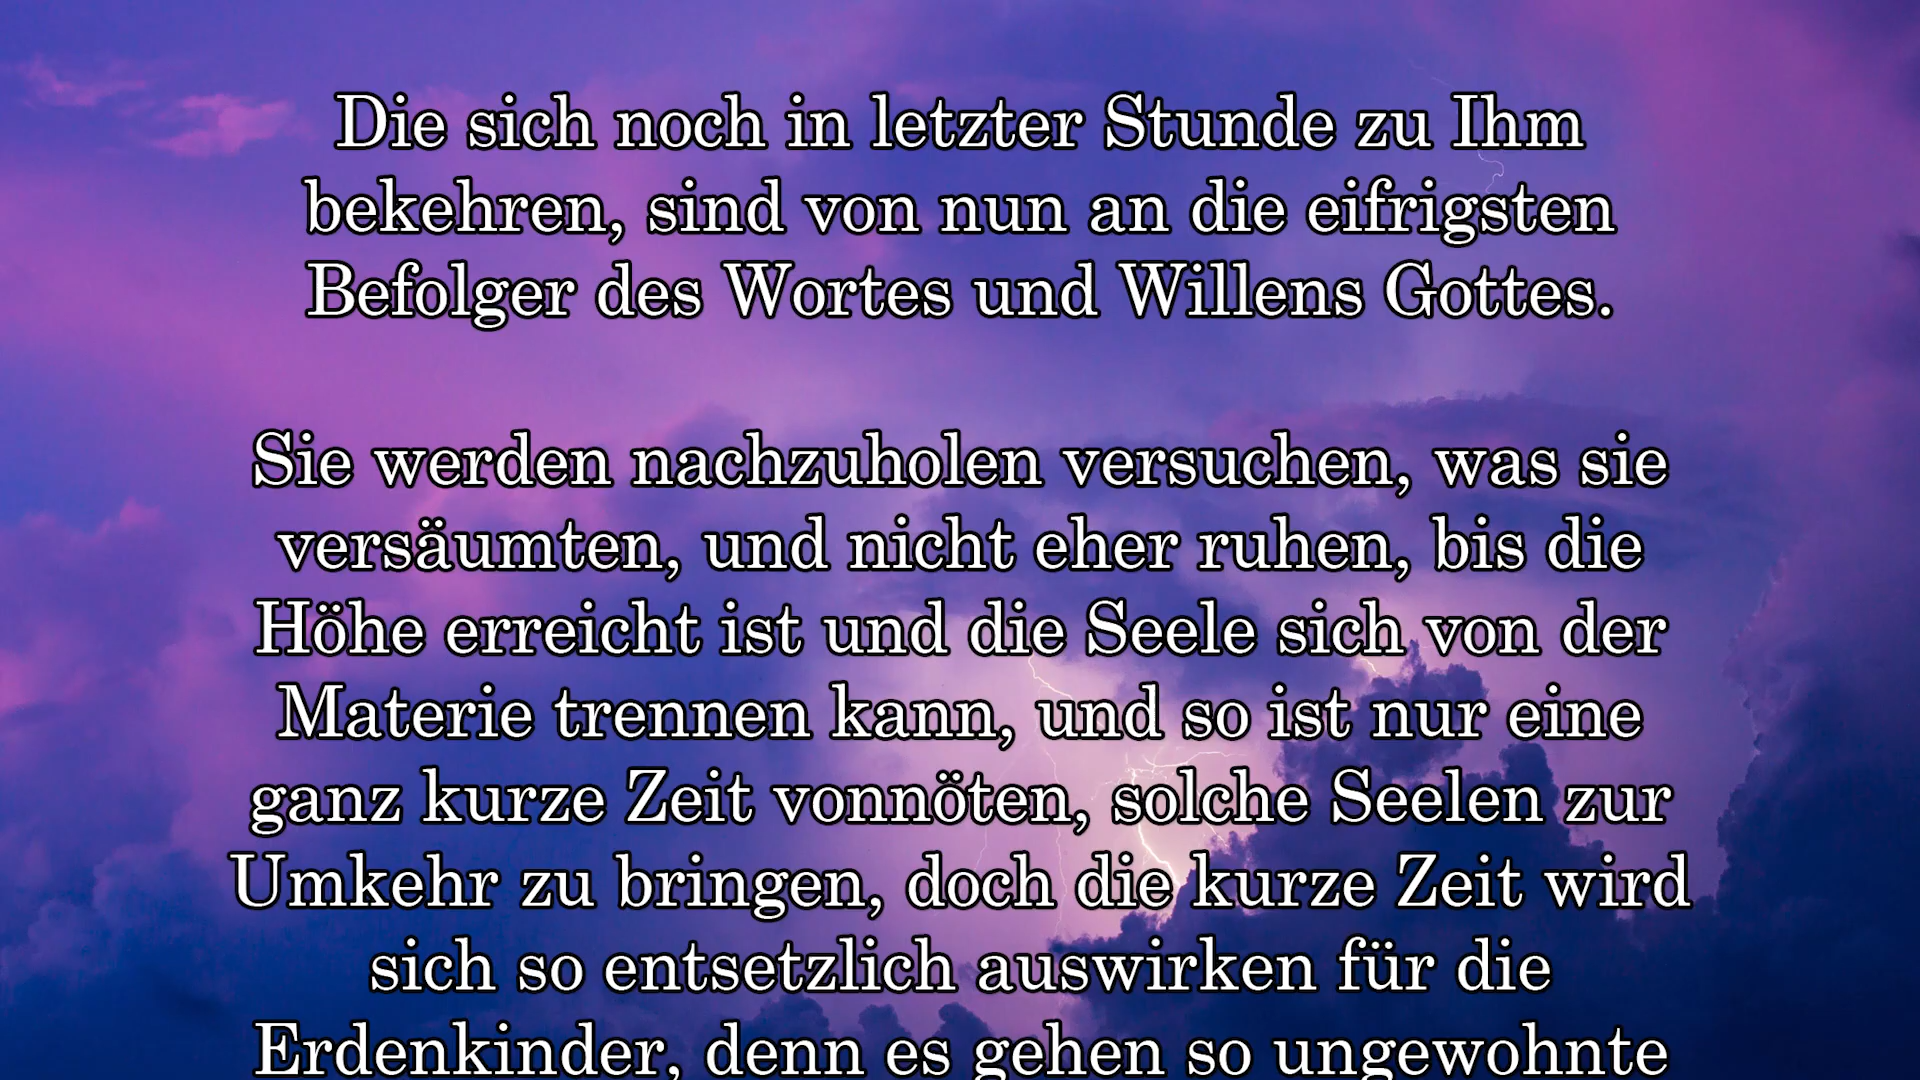 Die sich noch in letzter Stunde zu Ihm
bekehren, sind von nun an die eifrigsten
Befolger des Wortes und Willens Gottes.
Sie werden nachzuholen versuchen, was sie
versäumten, und nicht eher ruhen, bis die
Höhe erreicht ist und die Seele sich von der
Materie trennen kann, und so ist nur eine
ganz kurze Zeit vonnöten, solche Seelen zur
Umkehr zu bringen, doch die kurze Zeit wird
sich so entsetzlich auswirken für die
Erdenkinder, denn es gehen so ungewohnte